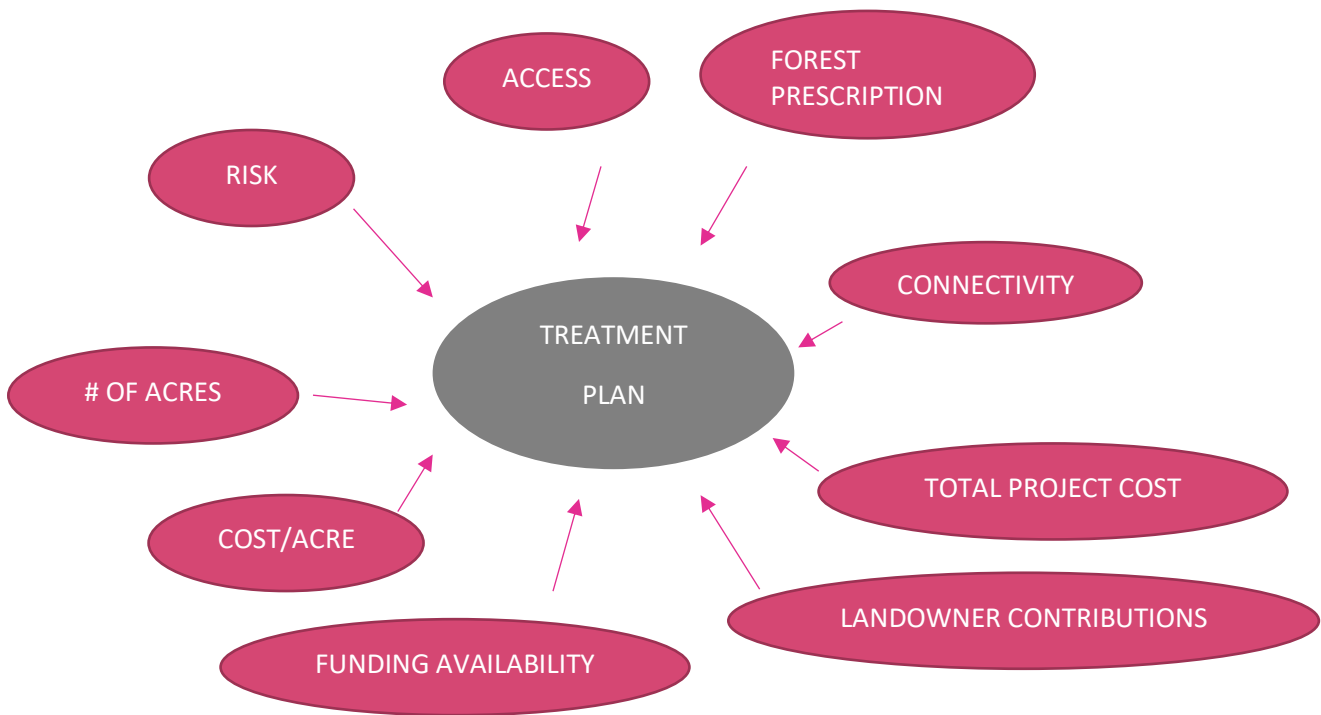 ACCESS
FOREST
PRESCRIPTION
RISK
CONNECTIVITY
TREATMENT
PLAN
# OF ACRES
TOTAL PROJECT COST
COST/ACRE
LANDOWNER CONTRIBUTIONS
FUNDING AVAILABILITY